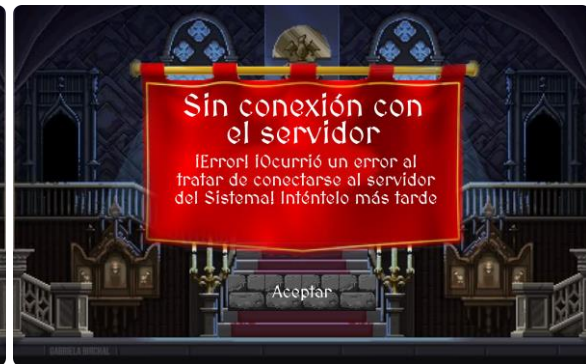 Sin conexión con
el servidor
¡Error! ¡Ocurrió un error al
tratar de conectarse al servidor
del Sistema! Inténtelo más tarde
Aceptar